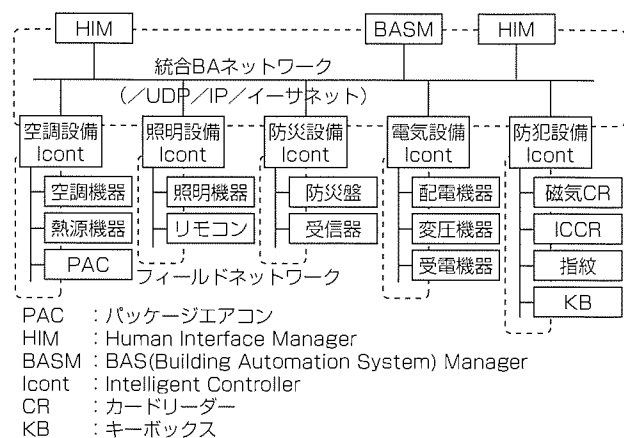 HIM
BASM
HIM
統合BAネットワーク
(／UDP／IP／イーサネット)
空調設備
Icont
照明設備
Icont
防災設備
Icont
電気設備
Icont
防犯設備
Icont
空調機器
照明機器
防災盤
配電機器
磁気CR
熱源機器
リモコン
受信器
変圧機器
ICCR
PAC
受電機器
指紋
フィールドネットワーク
KB
PAC :パッケージエアコン
HIM :Human Interface Manager
BASM :BAS(Building Automation System) Manager
Icont :Intelligent Controller
CR :カードリーダー
KB :キーボックス